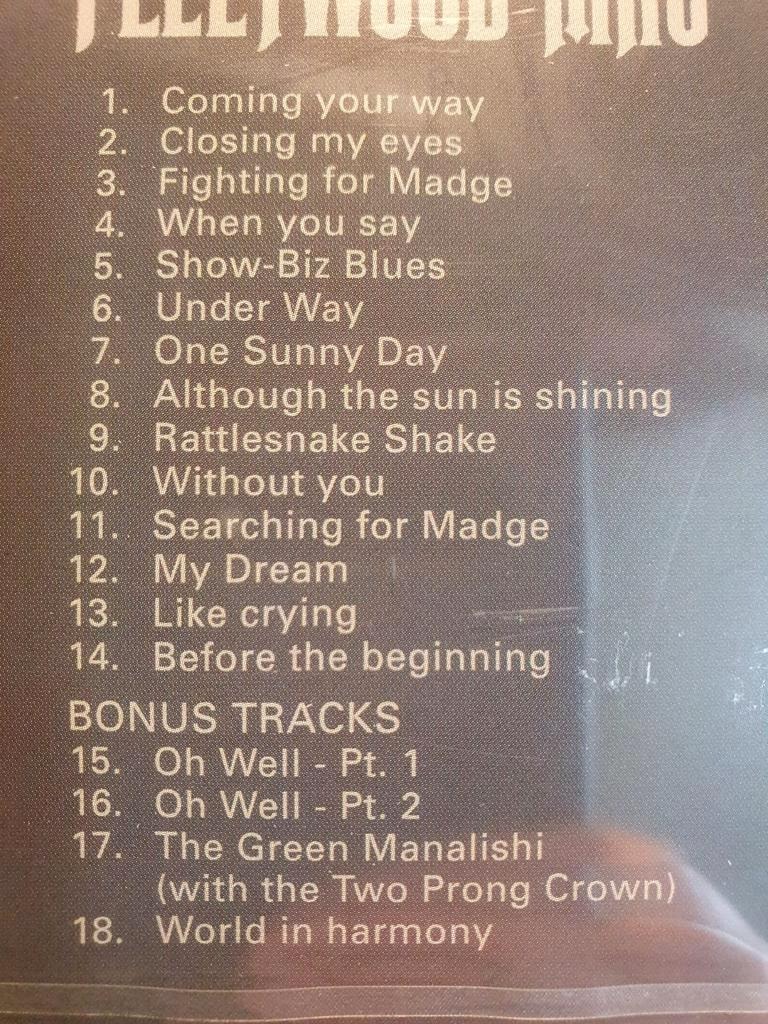 FLEETWOOD MAC
1. Coming your way
2. Closing my eyes
3. Fighting for Madge
4. When you say
5. Show-Biz Blues
6. Under Way
7. One Sunny Day
8. Although the sun is shining
9. Rattlesnake Shake
10. Without you
11. Searching for Madge
12. My Dream
13. Like crying
14. Before the beginning
BONUS TRACKS
15. Oh Well - Pt. 1
16. Oh Well - Pt. 2
17. The Green Manalishi
(with the Two Prong Crown)
18. World in harmony